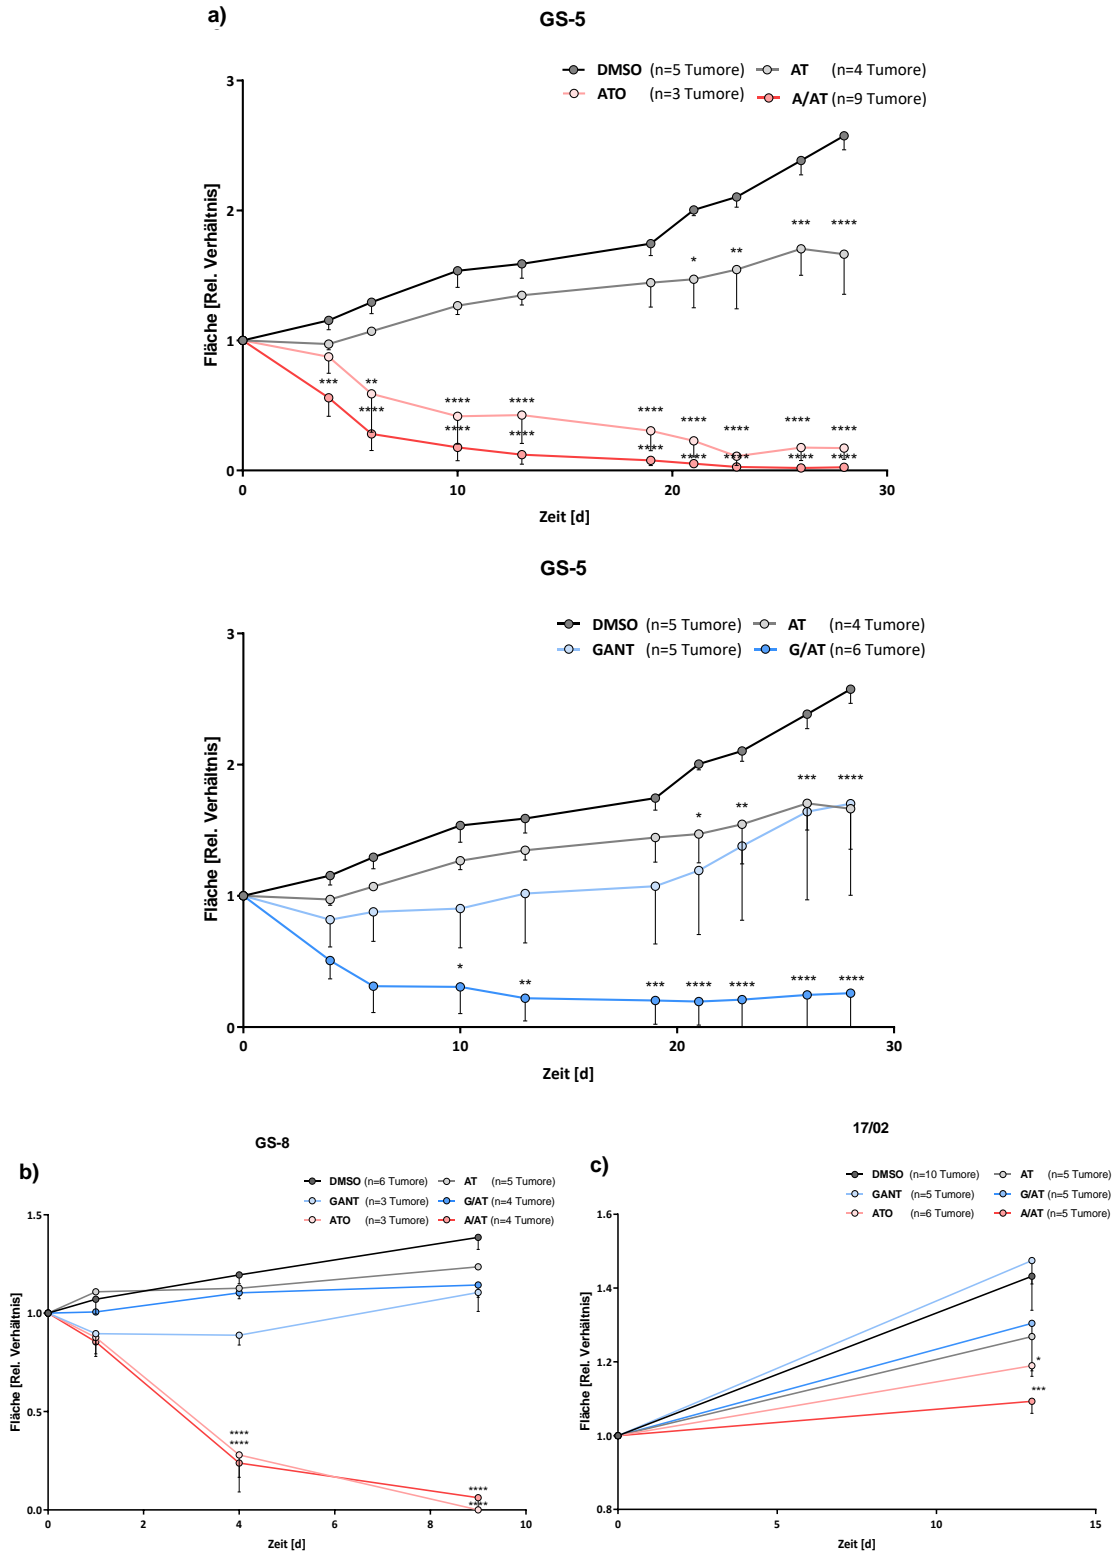 a)
GS-5
DMSO (n=5 Tumore) AT (n=4 Tumore)
ATO (n=3 Tumore) A/AT (n=9 Tumore)
Fläche [Rel. Verhältnis]
3
2
1
0
*** ****
* **
*** ** **** **** **** **** **** **** ****
**** **** **** **** **** **** **** ****
0 10 20 30
Zeit [d]
GS-5
DMSO (n=5 Tumore) AT (n=4 Tumore)
GANT (n=5 Tumore) G/AT (n=6 Tumore)
Fläche [Rel. Verhältnis]
3
2
1
0
*** ****
* **
* ** *** **** **** **** ****
0 10 20 30
Zeit [d]
b)
GS-8
DMSO (n=6 Tumore) AT (n=5 Tumore)
GANT (n=3 Tumore) G/AT (n=4 Tumore)
ATO (n=3 Tumore) A/AT (n=4 Tumore)
Fläche [Rel. Verhältnis]
1.5
1.0
0.5
0.0
****
****
****
****
0 2 4 6 8 10
Zeit [d]
c)
17/02
DMSO (n=10 Tumore) AT (n=5 Tumore)
GANT (n=5 Tumore) G/AT (n=5 Tumore)
ATO (n=6 Tumore) A/AT (n=5 Tumore)
Fläche [Rel. Verhältnis]
1.6
1.4
1.2
1.0
0.8
*
***
0 5 10 15
Zeit [d]